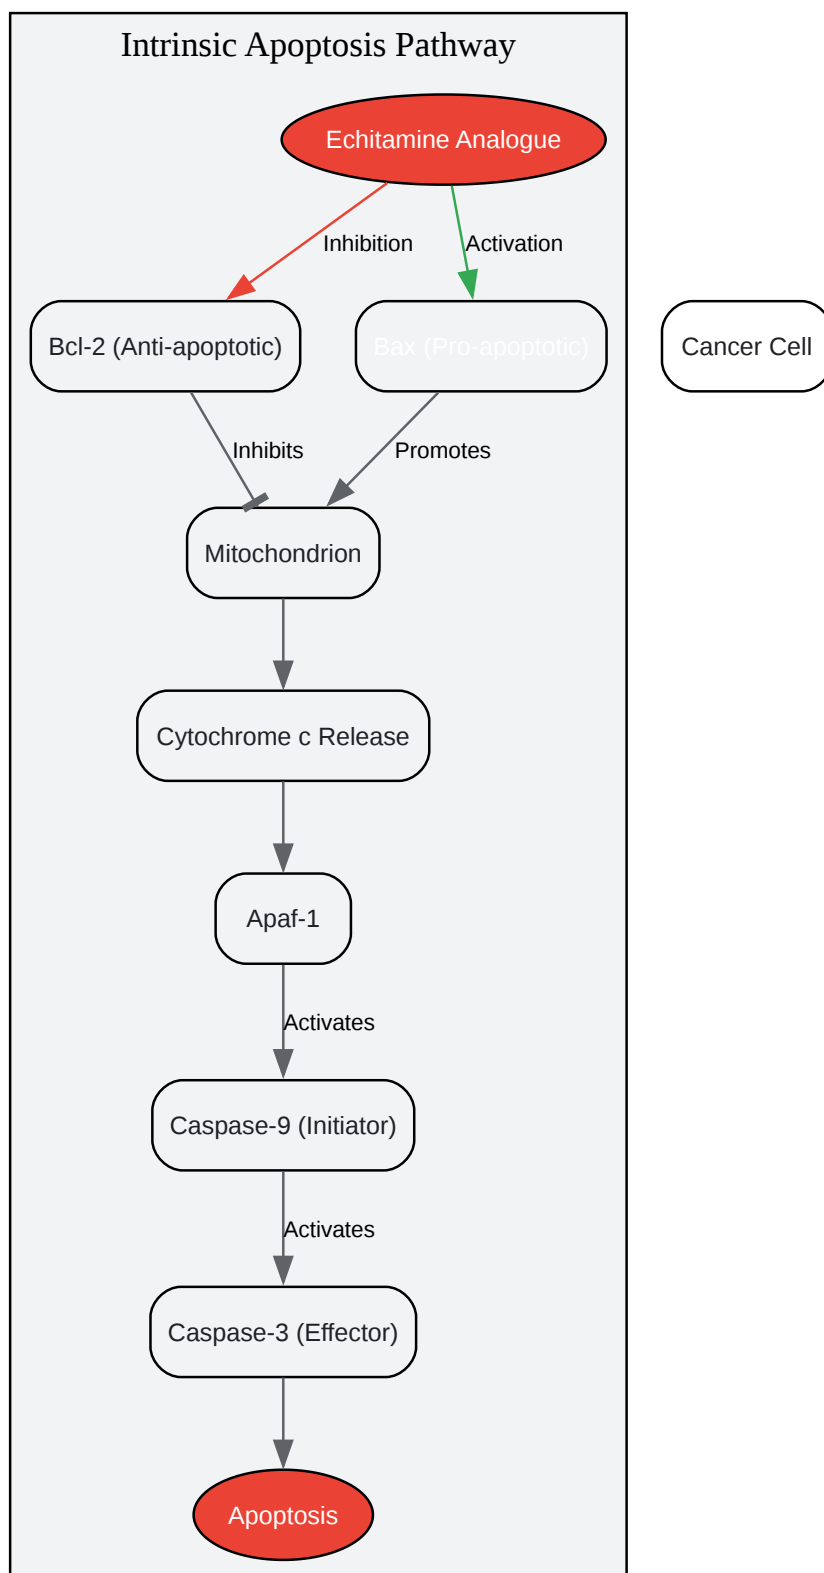 Intrinsic Apoptosis Pathway
Echitamine Analogue
Inhibition
Activation
Bcl-2 (Anti-apoptotic)
Bax (Pro-apoptotic)
Cancer Cell
Inhibits
Promotes
Mitochondrion
Cytochrome c Release
Apaf-1
Activates
Caspase-9 (Initiator)
Activates
Caspase-3 (Effector)
Apoptosis